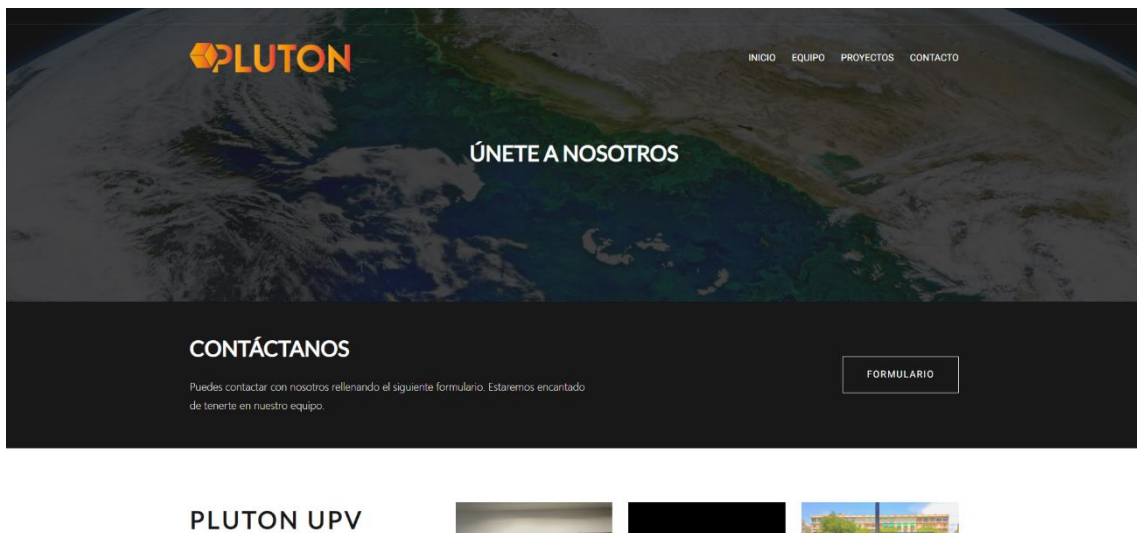 PLUTON
INICIO EQUIPO PROYECTOS CONTACTO
ÚNETE A NOSOTROS
CONTÁCTANOS
FORMULARIO
Puedes contactar con nosotros rellenando el siguiente formulario. Estaremos encantado
de tenerte en nuestro equipo.
PLUTON UPV